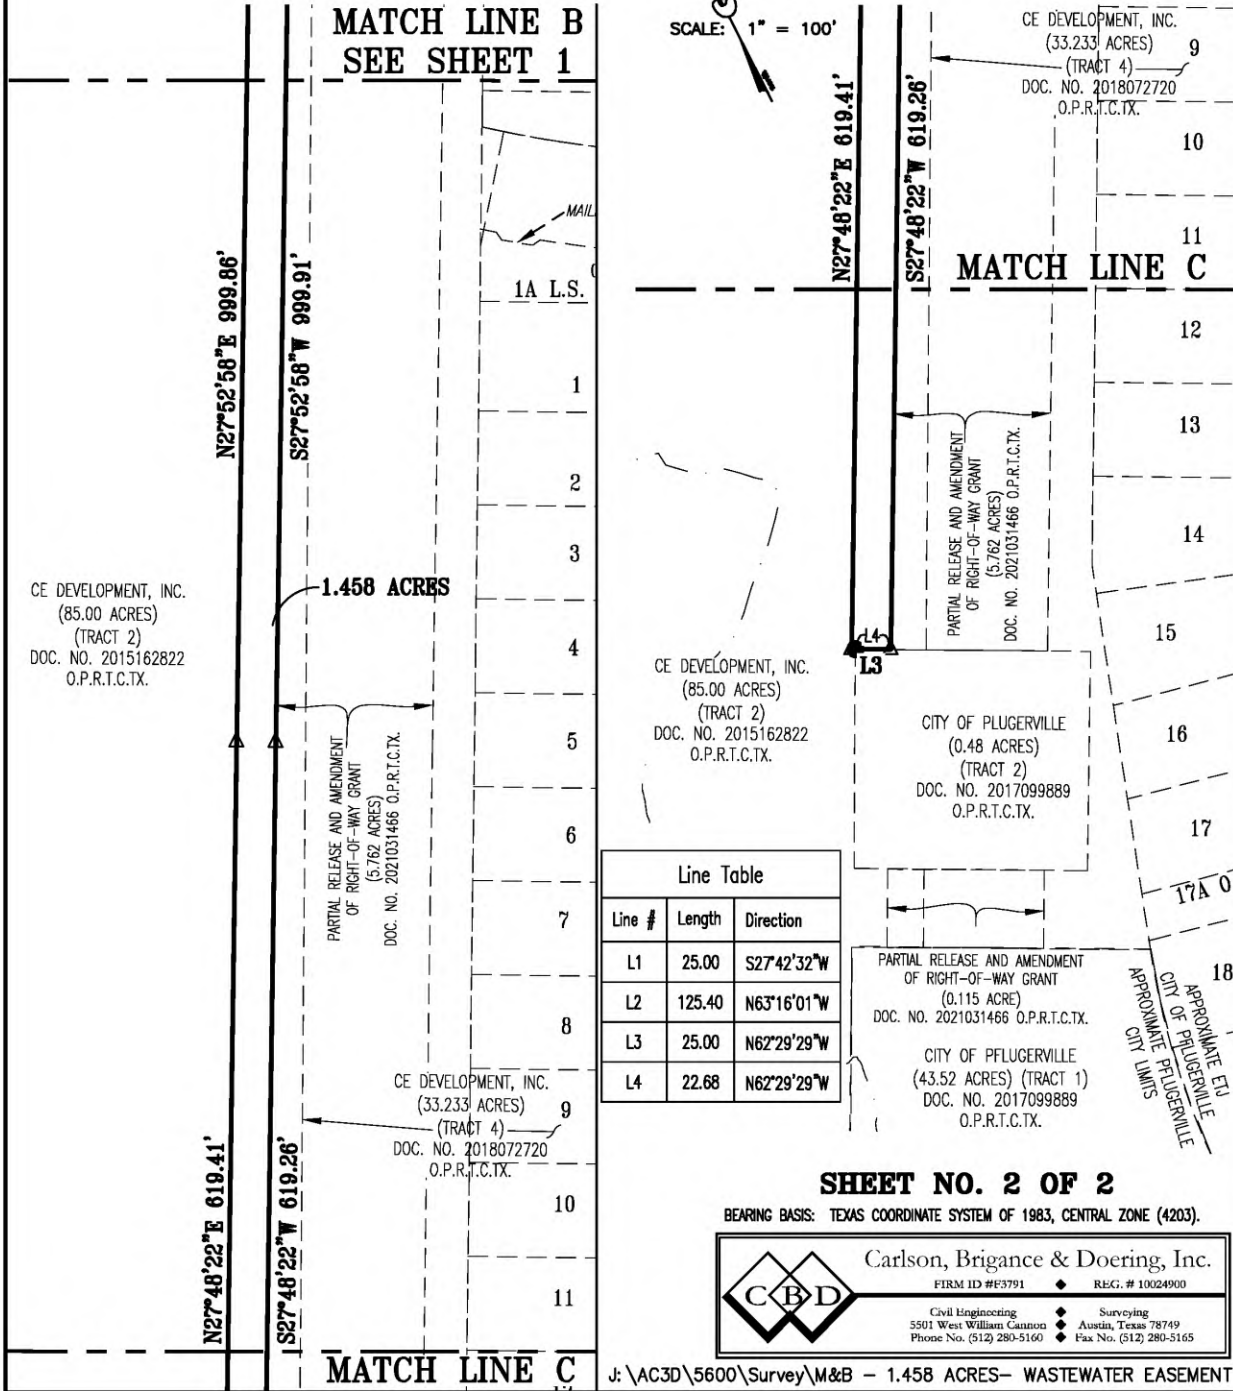 MATCH LINE B
SEE SHEET 1
MAIL
1A L.S.
N27°52'58"E 999.86'
S27°52'58"W 999.91'
1
2
3
1.458 ACRES
CE DEVELOPMENT, INC.
(85.00 ACRES)
(TRACT 2)
DOC. NO. 2015162822
O.P.R.T.C.TX.
4
5
PARTIAL RELEASE AND AMENDMENT
OF RIGHT-OF-WAY GRANT
(5.762 ACRES)
DOC. NO. 2021031466 O.P.R.T.C.TX.
6
7
8
CE DEVELOPMENT, INC.
(33.233 ACRES)
(TRACT 4)
DOC. NO. 2018072720
O.P.R.T.C.TX.
9
N27°48'22"E 619.41'
S27°48'22"W 619.26'
10
11
MATCH LINE C
SCALE: 1" = 100'
CE DEVELOPMENT, INC.
(33.233 ACRES)
(TRACT 4)
DOC. NO. 2018072720
O.P.R.T.C.TX.
9
N27°48'22"E 619.41'
S27°48'22"W 619.26'
10
11
MATCH LINE C
12
13
PARTIAL RELEASE AND AMENDMENT
OF RIGHT-OF-WAY GRANT
(5.762 ACRES)
DOC. NO. 2021031466 O.P.R.T.C.TX.
14
15
L4
L3
CE DEVELOPMENT, INC.
(85.00 ACRES)
(TRACT 2)
DOC. NO. 2015162822
O.P.R.T.C.TX.
CITY OF PLUGERVILLE
(0.48 ACRES)
(TRACT 2)
DOC. NO. 2017099889
O.P.R.T.C.TX.
16
17
17A O
18
Line Table
Line # Length Direction
L1 25.00 S27°42'32"W
L2 125.40 N63°16'01"W
L3 25.00 N62°29'29"W
L4 22.68 N62°29'29"W
PARTIAL RELEASE AND AMENDMENT
OF RIGHT-OF-WAY GRANT
(0.115 ACRE)
DOC. NO. 2021031466 O.P.R.T.C.TX.
CITY OF PFLUGERVILLE
(43.52 ACRES) (TRACT 1)
DOC. NO. 2017099889
O.P.R.T.C.TX.
APPROXIMATE ETJ
CITY OF PFLUGERVILLE
APPROXIMATE PFLUGERVILLE
CITY LIMITS
SHEET NO. 2 OF 2
BEARING BASIS: TEXAS COORDINATE SYSTEM OF 1983, CENTRAL ZONE (4203).
CBD
Carlson, Brigance & Doering, Inc.
FIRM ID #F3791 ◆ REG. # 10024900
Civil Engineering ◆ Surveying
5501 West William Cannon ◆ Austin, Texas 78749
Phone No. (512) 280-5160 ◆ Fax No. (512) 280-5165
J:\AC3D\5600\Survey\M&B - 1.458 ACRES- WASTEWATER EASEMENT